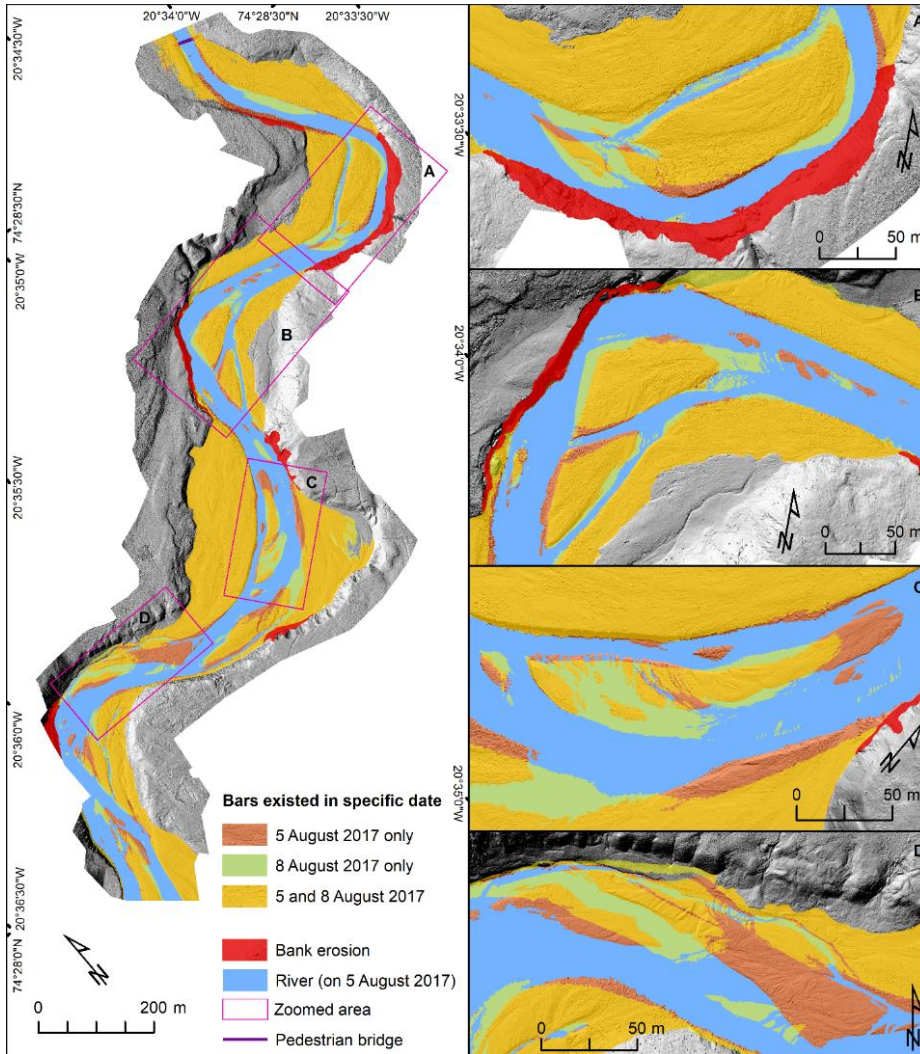 20°34'0"W
74°28'30"N
20°33'30"W
20°34'30"W
74°28'30"N
20°35'0"W
20°35'30"W
20°36'0"W
20°36'30"W
74°28'0"N
20°33'30"W
20°34'0"W
20°35'0"W
A
B
C
D
Bars existed in specific date
5 August 2017 only
8 August 2017 only
5 and 8 August 2017
Bank erosion
River (on 5 August 2017)
Zoomed area
Pedestrian bridge
N
0 200 m
A
N
0 50 m
B
N
0 50 m
C
N
0 50 m
D
0 50 m
N